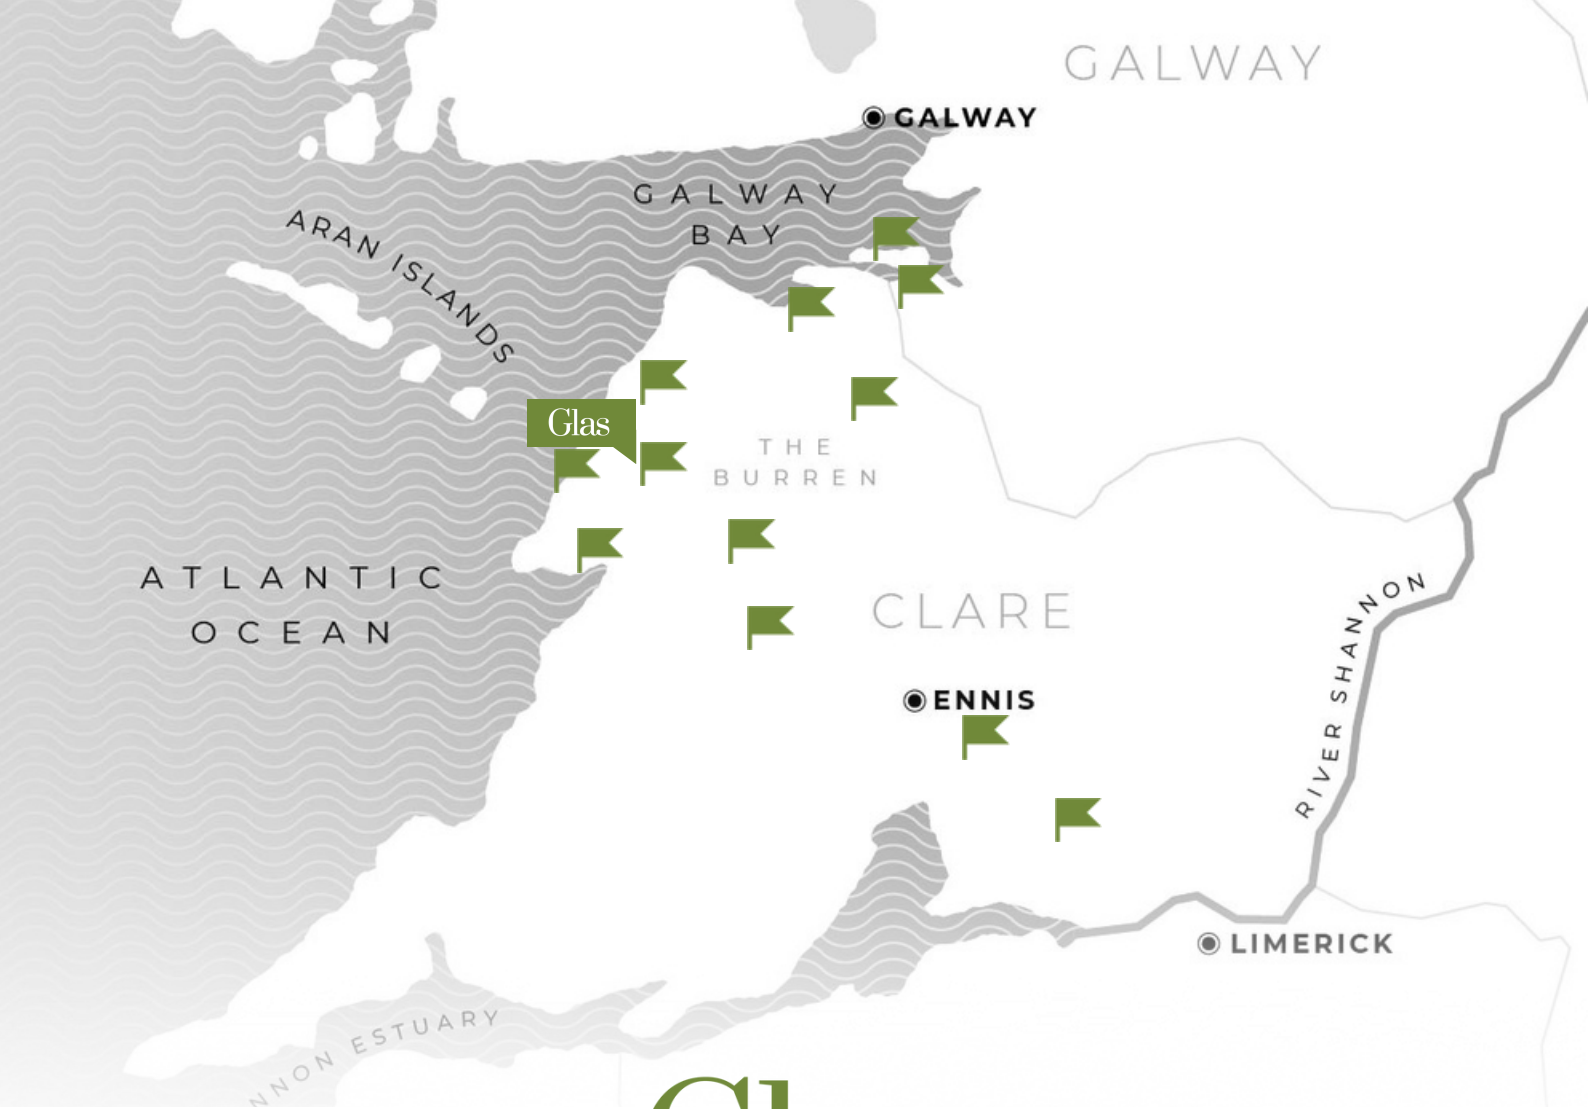 GALWAY
GALWAY
GALWAY
BAY
ARAN ISLANDS
Glas
THE
BURREN
ATLANTIC
OCEAN
CLARE
RIVER SHANNON
ENNIS
LIMERICK
NNON ESTUARY